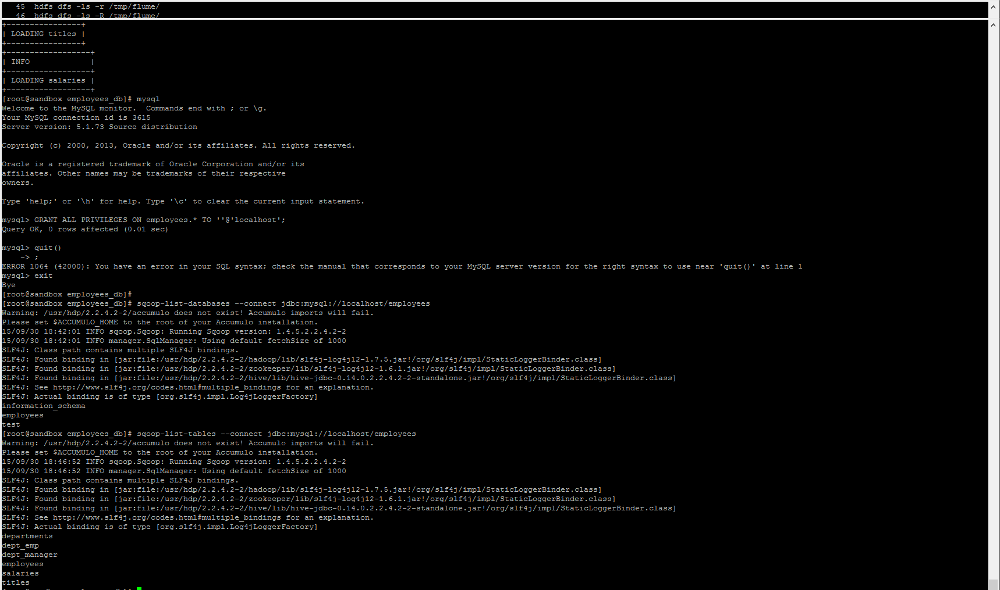 45  hdfs dfs -ls -r /tmp/flume/
   46  hdfs dfs -ls -R /tmp/flume/
+----------------+
| LOADING titles |
+----------------+
+------------------+
| INFO             |
+------------------+
| LOADING salaries |
+------------------+
[root@sandbox employees_db]# mysql
Welcome to the MySQL monitor.  Commands end with ; or \g.
Your MySQL connection id is 3615
Server version: 5.1.73 Source distribution

Copyright (c) 2000, 2013, Oracle and/or its affiliates. All rights reserved.

Oracle is a registered trademark of Oracle Corporation and/or its
affiliates. Other names may be trademarks of their respective
owners.

Type 'help;' or '\h' for help. Type '\c' to clear the current input statement.

mysql> GRANT ALL PRIVILEGES ON employees.* TO ''@'localhost';
Query OK, 0 rows affected (0.01 sec)

mysql> quit()
    -> ;
ERROR 1064 (42000): You have an error in your SQL syntax; check the manual that corresponds to your MySQL server version for the right syntax to use near 'quit()' at line 1
mysql> exit
Bye
[root@sandbox employees_db]#
[root@sandbox employees_db]# sqoop-list-databases --connect jdbc:mysql://localhost/employees
Warning: /usr/hdp/2.2.4.2-2/accumulo does not exist! Accumulo imports will fail.
Please set $ACCUMULO_HOME to the root of your Accumulo installation.
15/09/30 18:42:01 INFO sqoop.Sqoop: Running Sqoop version: 1.4.5.2.2.4.2-2
15/09/30 18:42:01 INFO manager.SqlManager: Using default fetchSize of 1000
SLF4J: Class path contains multiple SLF4J bindings.
SLF4J: Found binding in [jar:file:/usr/hdp/2.2.4.2-2/hadoop/lib/slf4j-log4j12-1.7.5.jar!/org/slf4j/impl/StaticLoggerBinder.class]
SLF4J: Found binding in [jar:file:/usr/hdp/2.2.4.2-2/zookeeper/lib/slf4j-log4j12-1.6.1.jar!/org/slf4j/impl/StaticLoggerBinder.class]
SLF4J: Found binding in [jar:file:/usr/hdp/2.2.4.2-2/hive/lib/hive-jdbc-0.14.0.2.2.4.2-2-standalone.jar!/org/slf4j/impl/StaticLoggerBinder.class]
SLF4J: See http://www.slf4j.org/codes.html#multiple_bindings for an explanation.
SLF4J: Actual binding is of type [org.slf4j.impl.Log4jLoggerFactory]
information_schema
employees
test
[root@sandbox employees_db]# sqoop-list-tables --connect jdbc:mysql://localhost/employees
Warning: /usr/hdp/2.2.4.2-2/accumulo does not exist! Accumulo imports will fail.
Please set $ACCUMULO_HOME to the root of your Accumulo installation.
15/09/30 18:46:52 INFO sqoop.Sqoop: Running Sqoop version: 1.4.5.2.2.4.2-2
15/09/30 18:46:52 INFO manager.SqlManager: Using default fetchSize of 1000
SLF4J: Class path contains multiple SLF4J bindings.
SLF4J: Found binding in [jar:file:/usr/hdp/2.2.4.2-2/hadoop/lib/slf4j-log4j12-1.7.5.jar!/org/slf4j/impl/StaticLoggerBinder.class]
SLF4J: Found binding in [jar:file:/usr/hdp/2.2.4.2-2/zookeeper/lib/slf4j-log4j12-1.6.1.jar!/org/slf4j/impl/StaticLoggerBinder.class]
SLF4J: Found binding in [jar:file:/usr/hdp/2.2.4.2-2/hive/lib/hive-jdbc-0.14.0.2.2.4.2-2-standalone.jar!/org/slf4j/impl/StaticLoggerBinder.class]
SLF4J: See http://www.slf4j.org/codes.html#multiple_bindings for an explanation.
SLF4J: Actual binding is of type [org.slf4j.impl.Log4jLoggerFactory]
departments
dept_emp
dept_manager
employees
salaries
titles